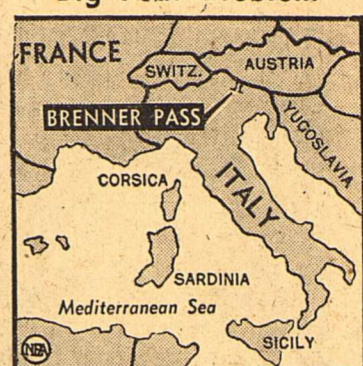 FRANCE
SWITZ.
AUSTRIA
BRENNER PASS
YUGOSLAVIA
CORSICA
ITALY
SARDINIA
Mediterranean Sea
SICILY
NEA